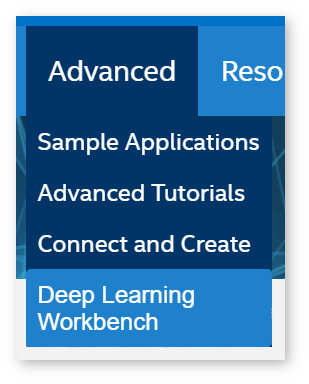 Advanced
Reso
Sample Applications
Advanced Tutorials
Connect and Create
Deep Learning
Workbench